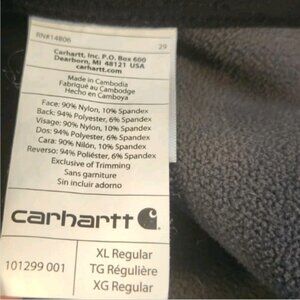 RN#14806
29
Carhartt, Inc. P.O. Box 600
Dearborn, MI 48121 USA
carhartt.com
Made in Cambodia
Fabriqué au Cambodge
Hecho en Camboya
Face: 90% Nylon, 10% Spandex
Back: 94% Polyester, 6% Spandex
Visage: 90% Nylon, 10% Spandex
Dos: 94% Polyester, 6% Spandex
Cara: 90% Nilón, 10% Spandex
Reverso: 94% Poliéster, 6% Spandex
Exclusive of Trimming
Sans garniture
Sin incluir adorno
carhartt
101299 001
XL Regular
TG Régulière
XG Regular